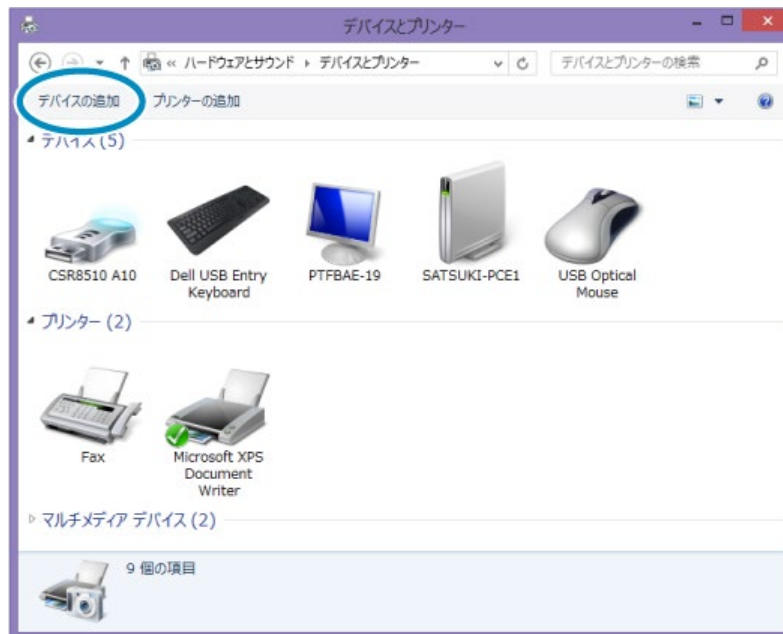 デバイスとプリンター
« ハードウェアとサウンド ▸ デバイスとプリンター
デバイスとプリンターの検索
デバイスの追加 プリンターの追加
デバイス (5)
CSR8510 A10
Dell USB Entry
Keyboard
PTFBAE-19
SATSUKI-PCE1
USB Optical
Mouse
プリンター (2)
Fax
Microsoft XPS
Document
Writer
マルチメディア デバイス (2)
9 個の項目